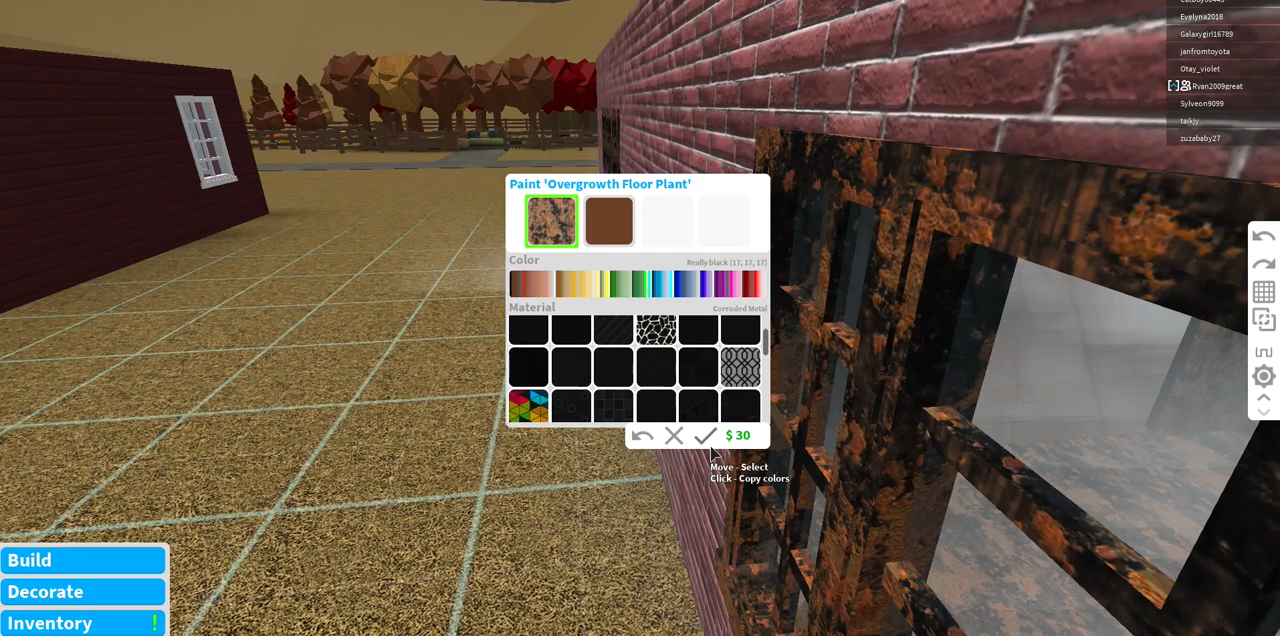 Evelyna2018
Galaxygirl16789
janfromtoyota
Otay_violet
Ryan2009great
Sylveon9099
zuzababy27
Paint 'Overgrowth Floor Plant'
Color
Really black (17, 17, 17)
Material
Corroded Metal
$ 30
Move - Select
Click - Copy colors
Build
Decorate
Inventory !